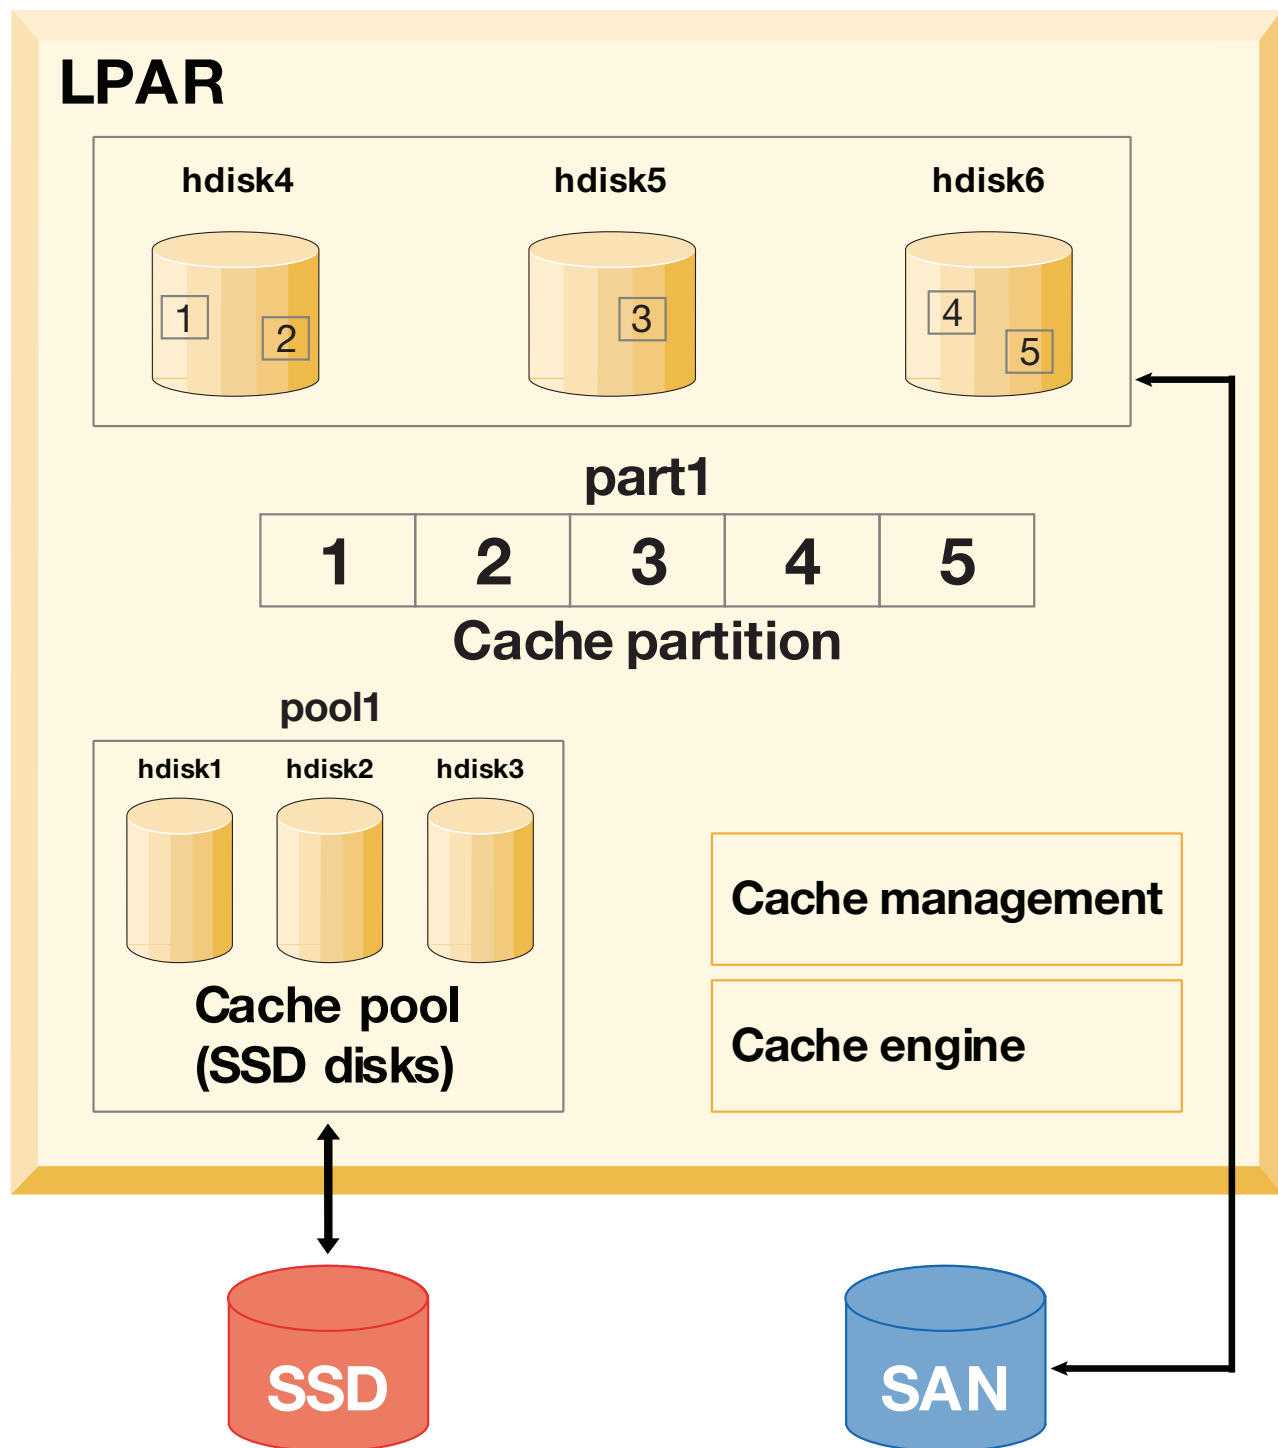 LPAR
hdisk4 hdisk5 hdisk6
1 2 3 4 5
part1
1 2 3 4 5
Cache partition
pool1
hdisk1 hdisk2 hdisk3
Cache pool
(SSD disks)
Cache management
Cache engine
SSD SAN